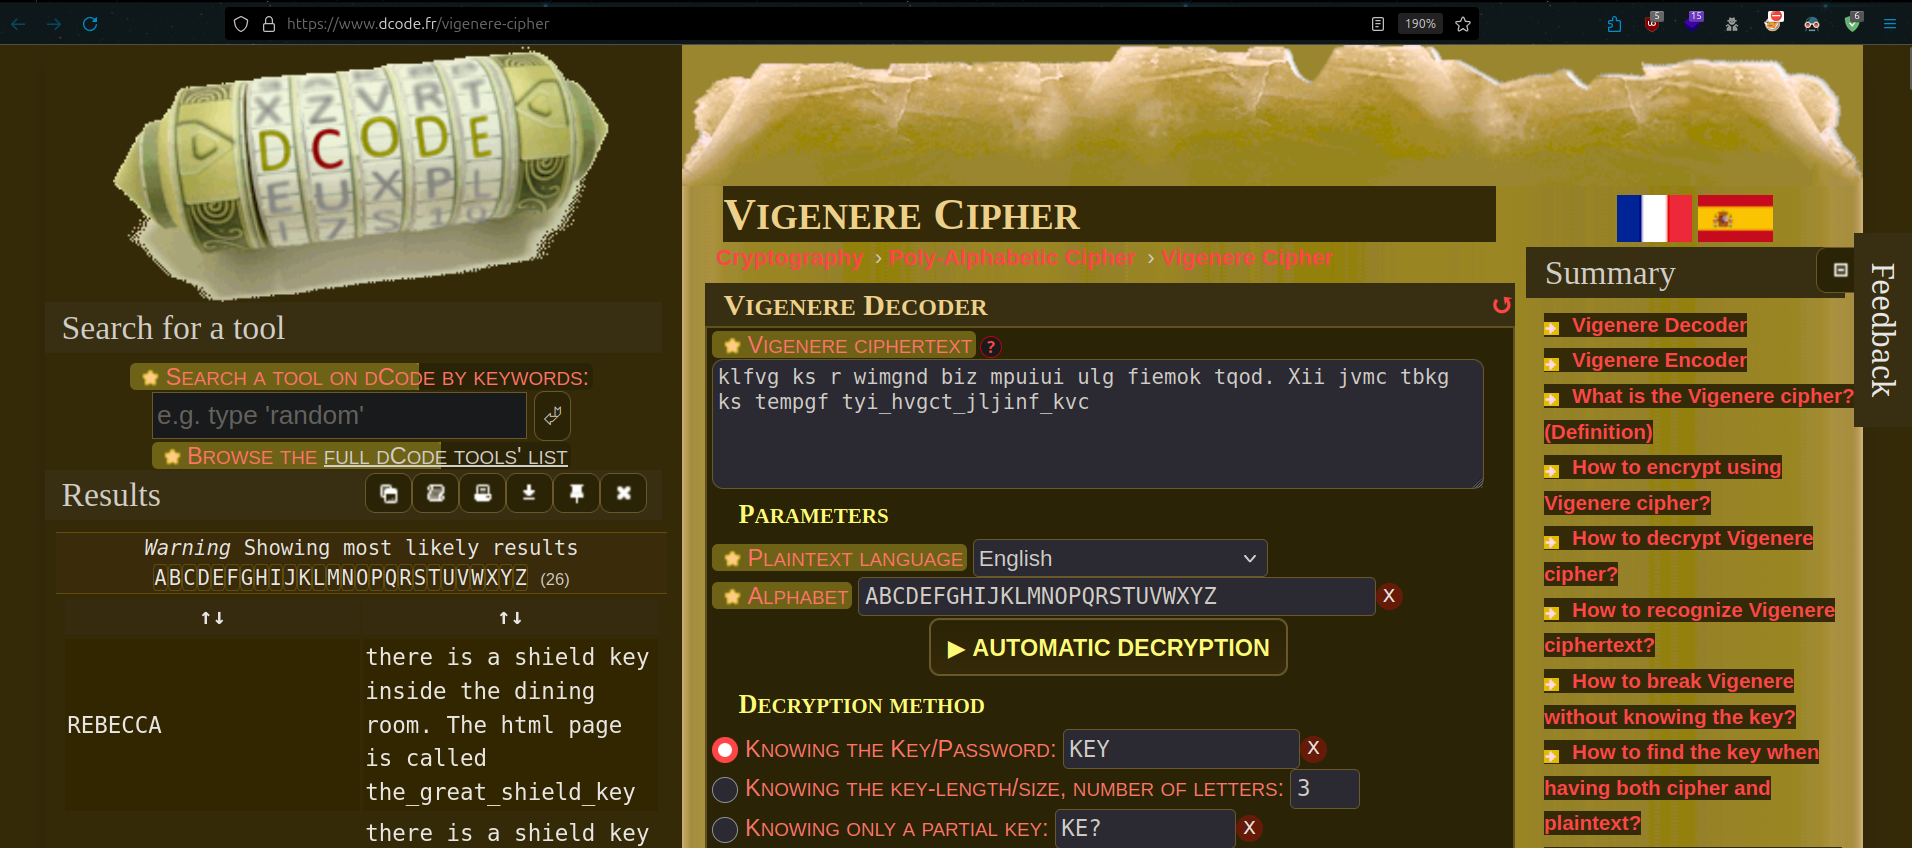 https://www.dcode.fr/vigenere-cipher
190%
5
15
6
X Z V R T
D C O D E
E U X P L
Search for a tool
★ SEARCH A TOOL ON DCODE BY KEYWORDS:
e.g. type 'random'
★ BROWSE THE FULL DCODE TOOLS' LIST
Results
Warning Showing most likely results
ABCDEFGHIJKLMNOPQRSTUVWXYZ (26)
↑↓ ↑↓
REBECCA
there is a shield key
inside the dining
room. The html page
is called
the_great_shield_key
there is a shield key
VIGENERE CIPHER
Cryptography › Poly-Alphabetic Cipher › Vigenere Cipher
VIGENERE DECODER
★ VIGENERE CIPHERTEXT ?
klfvg ks r wimgnd biz mpuiui ulg fiemok tqod. Xii jvmc tbkg
ks tempgf tyi_hvgct_jljinf_kvc
PARAMETERS
★ PLAINTEXT LANGUAGE English
★ ALPHABET ABCDEFGHIJKLMNOPQRSTUVWXYZ X
▶ AUTOMATIC DECRYPTION
DECRYPTION METHOD
KNOWING THE KEY/PASSWORD: KEY X
KNOWING THE KEY-LENGTH/SIZE, NUMBER OF LETTERS: 3
KNOWING ONLY A PARTIAL KEY: KE? X
Summary
Vigenere Decoder
Vigenere Encoder
What is the Vigenere cipher?
(Definition)
How to encrypt using
Vigenere cipher?
How to decrypt Vigenere
cipher?
How to recognize Vigenere
ciphertext?
How to break Vigenere
without knowing the key?
How to find the key when
having both cipher and
plaintext?
Feedback